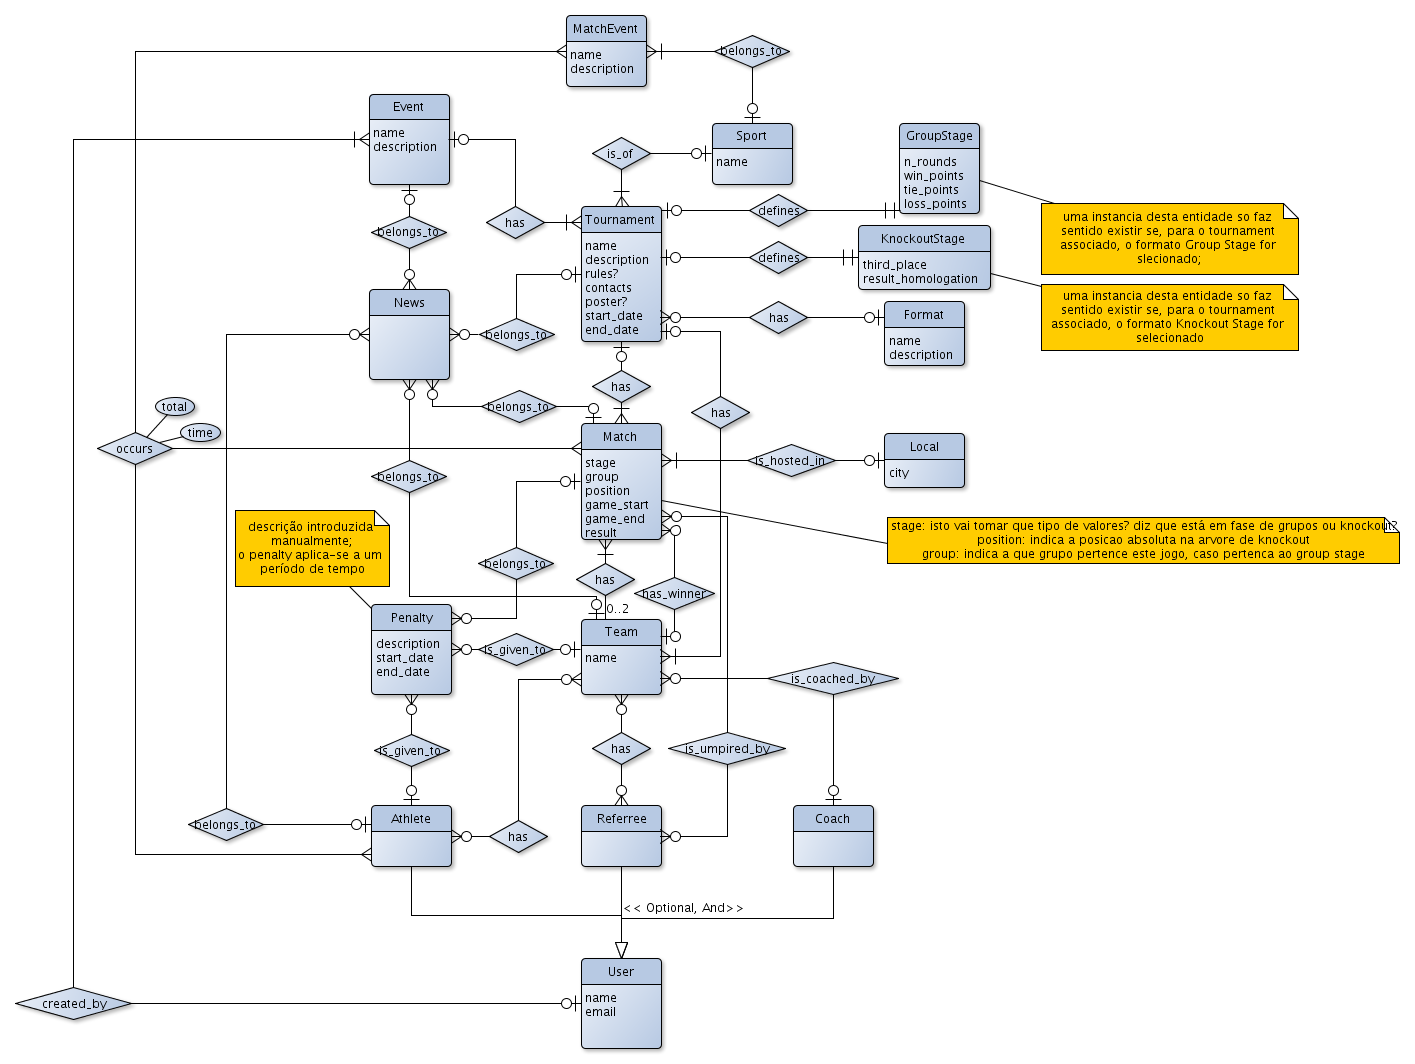 MatchEvent
name
description
belongs_to
Event
name
description
is_of
Sport
name
GroupStage
n_rounds
win_points
tie_points
loss_points
has
Tournament
name
description
rules?
contacts
poster?
start_date
end_date
defines
uma instancia desta entidade so faz
sentido existir se, para o tournament
associado, o formato Group Stage for
slecionado;
belongs_to
defines
KnockoutStage
third_place
result_homologation
uma instancia desta entidade so faz
sentido existir se, para o tournament
associado, o formato Knockout Stage for
selecionado
News
belongs_to
has
Format
name
description
has
belongs_to
has
total
time
occurs
Match
stage
group
position
game_start
game_end
result
is_hosted_in
Local
city
belongs_to
descrição introduzida
manualmente;
o penalty aplica-se a um
período de tempo
stage: isto vai tomar que tipo de valores? diz que está em fase de grupos ou knockout?
position: indica a posicao absoluta na arvore de knockout
group: indica a que grupo pertence este jogo, caso pertenca ao group stage
belongs_to
has
has_winner
0..2
Penalty
description
start_date
end_date
is_given_to
Team
name
is_coached_by
is_given_to
has
is_umpired_by
belongs_to
Athlete
has
Referree
Coach
<< Optional, And>>
User
name
email
created_by